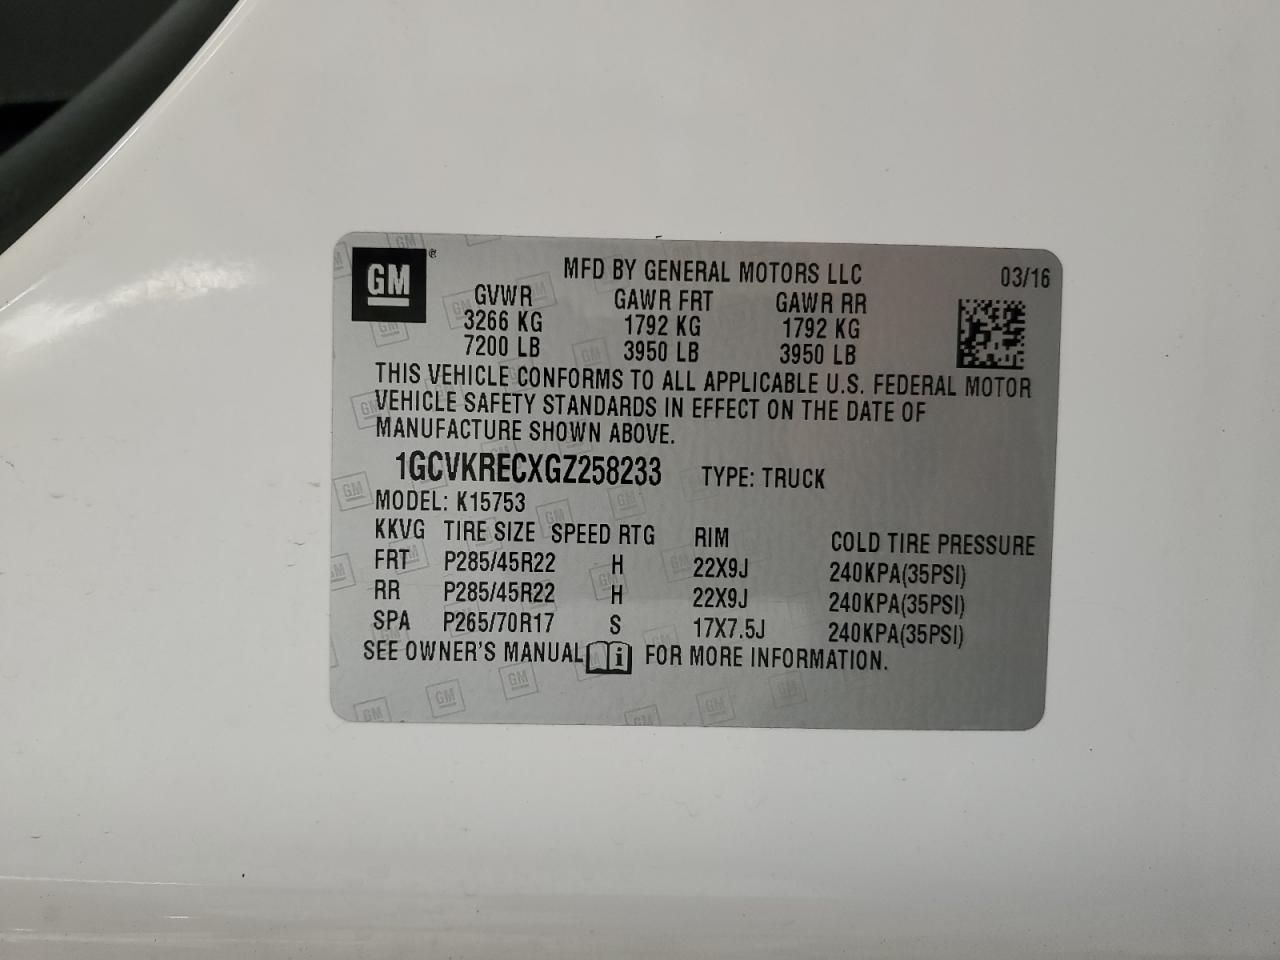 GM ® MFD BY GENERAL MOTORS LLC 03/16
GVWR GAWR FRT GAWR RR
3266 KG 1792 KG 1792 KG
7200 LB 3950 LB 3950 LB
THIS VEHICLE CONFORMS TO ALL APPLICABLE U.S. FEDERAL MOTOR
VEHICLE SAFETY STANDARDS IN EFFECT ON THE DATE OF
MANUFACTURE SHOWN ABOVE.
1GCVKRECXGZ258233 TYPE: TRUCK
MODEL: K15753
KKVG TIRE SIZE SPEED RTG RIM COLD TIRE PRESSURE
FRT P285/45R22 H 22X9J 240KPA(35PSI)
RR P285/45R22 H 22X9J 240KPA(35PSI)
SPA P265/70R17 S 17X7.5J 240KPA(35PSI)
SEE OWNER'S MANUAL i FOR MORE INFORMATION.